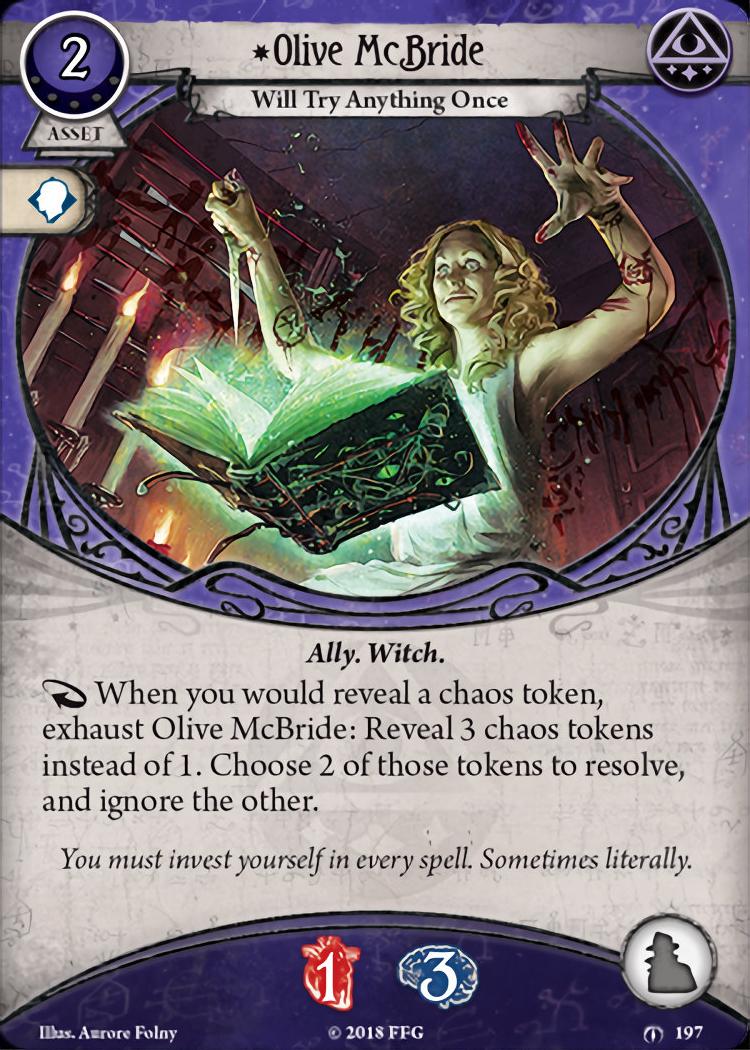 2
Olive McBride
Will Try Anything Once
ASSET
Ally. Witch.
When you would reveal a chaos token,
exhaust Olive McBride: Reveal 3 chaos tokens
instead of 1. Choose 2 of those tokens to resolve,
and ignore the other.
You must invest yourself in every spell. Sometimes literally.
1
3
Illus. Aurore Folny
© 2018 FFG
197